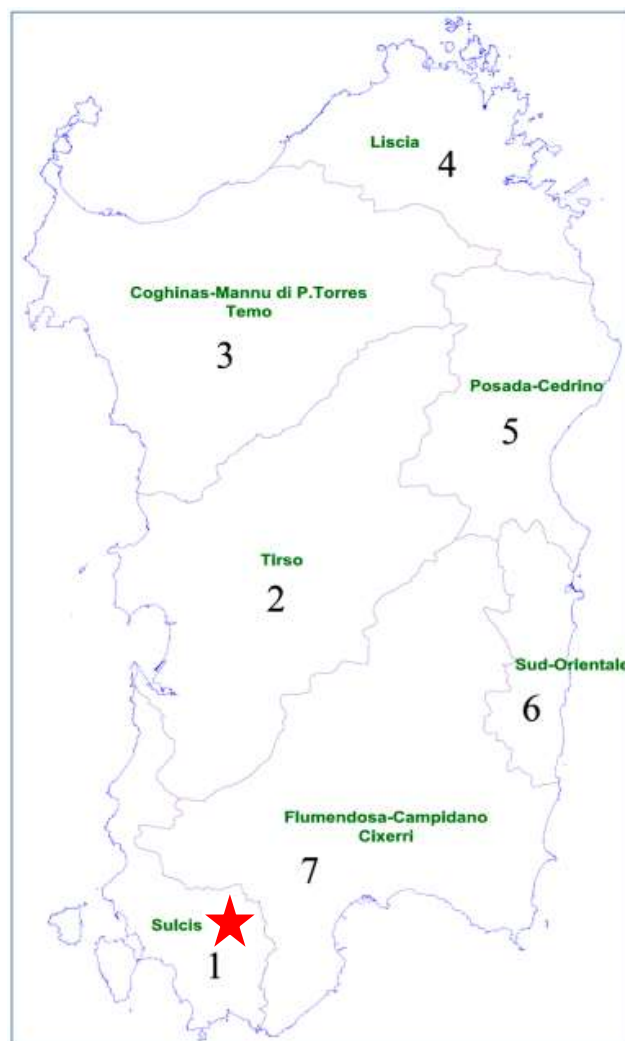 Liscia
4
Coghinas-Mannu di P.Torres
Temo
3
Posada-Cedrino
5
Tirso
2
Sud-Orientale
6
Flumendosa-Campidano
Cixerri
7
Sulcis
1